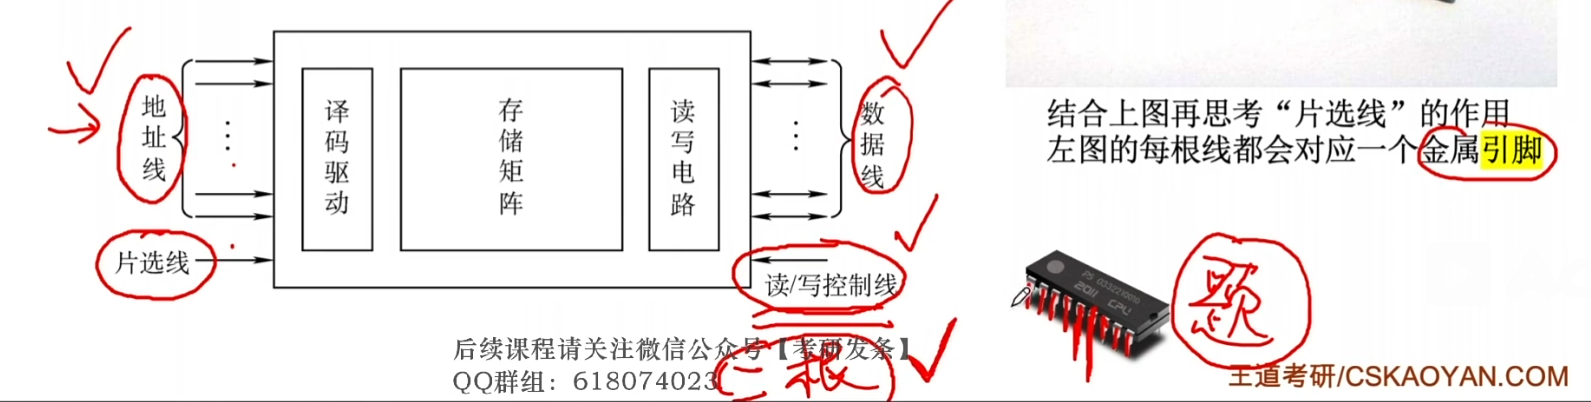 地址线
片选线
译码驱动
存储矩阵
读写电路
数据线
读/写控制线
结合上图再思考“片选线”的作用
左图的每根线都会对应一个金属引脚
2011 CPU
题
后续课程请关注微信公众号【考研发条】
QQ群组：618074023
二根
王道考研/CSKAOYAN.COM